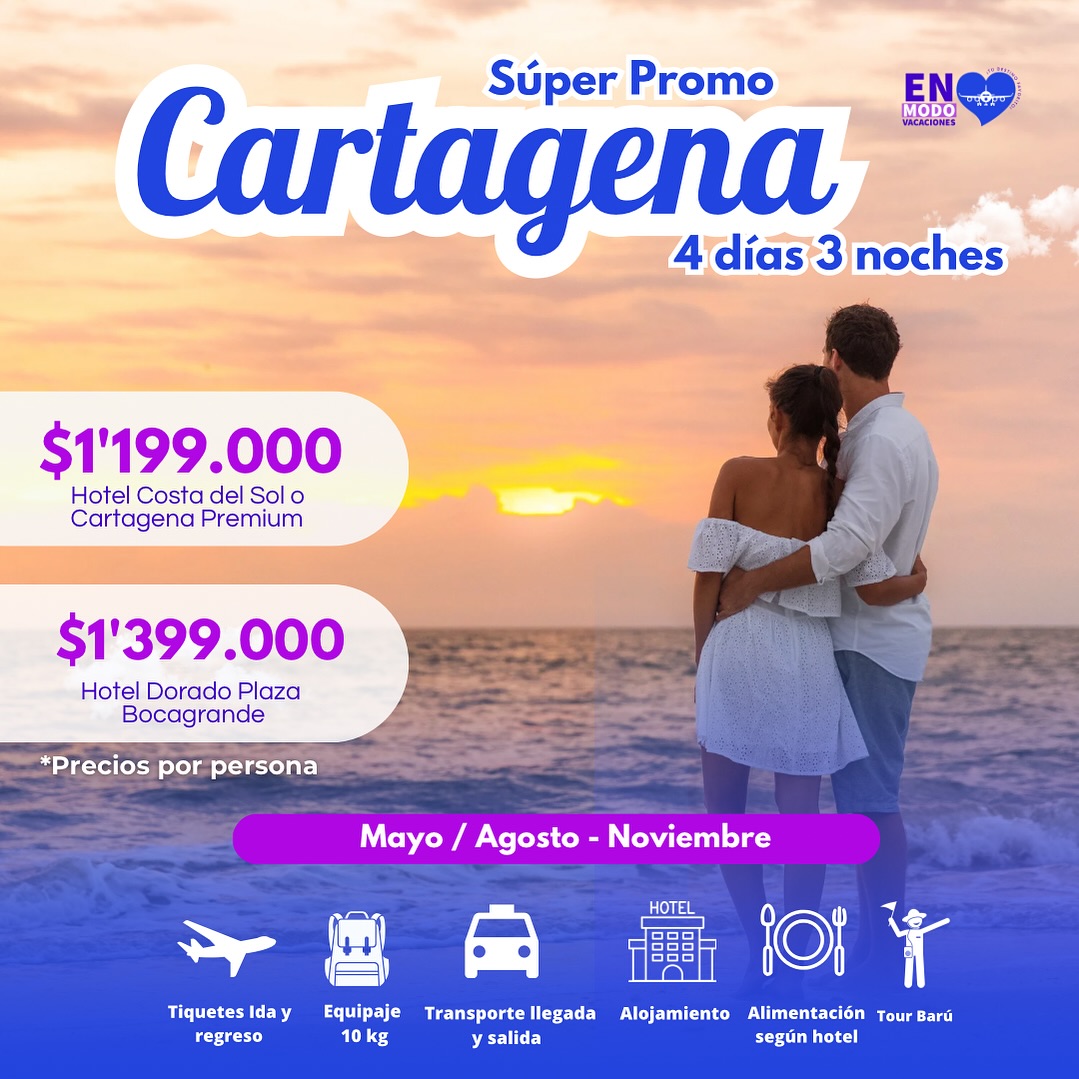 Súper Promo
Cartagena
4 días 3 noches
EN
MODO
VACACIONES
$1'199.000
Hotel Costa del Sol o
Cartagena Premium
$1'399.000
Hotel Dorado Plaza
Bocagrande
*Precios por persona
Mayo / Agosto - Noviembre
HOTEL
Tiquetes Ida y
regreso
Equipaje
10 kg
Transporte llegada
y salida
Alojamiento
Alimentación
según hotel
Tour Barú